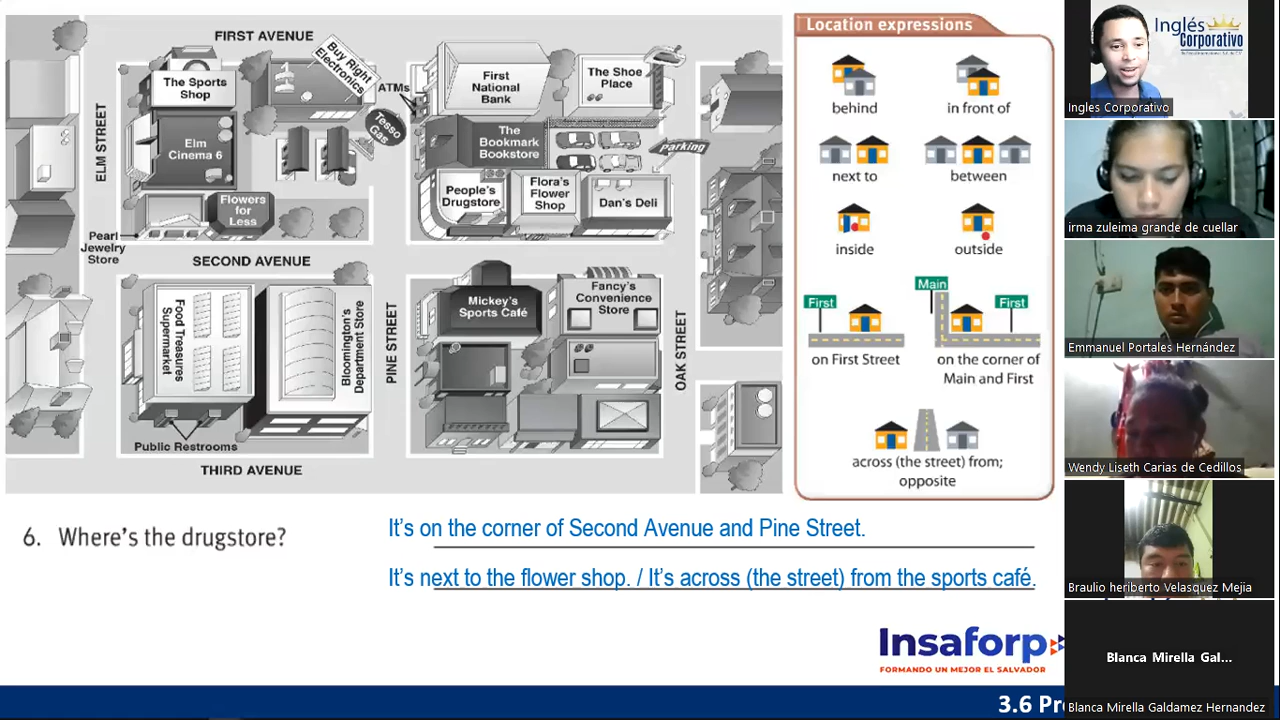 FIRST AVENUE
The Sports
Shop
Buy Right
Electronics
ATMs
First
National
Bank
The Shoe
Place
Tesso
Gas
ELM STREET
Elm
Cinema 6
The
Bookmark
Bookstore
Parking
People's
Drugstore
Flora's
Flower
Shop
Dan's Deli
Flowers
for
Less
Pearl
Jewelry
Store
SECOND AVENUE
Food Treasures
Supermarket
Bloomington's
Department Store
PINE STREET
Mickey's
Sports Café
Fancy's
Convenience
Store
OAK STREET
Public Restrooms
THIRD AVENUE
Location expressions
behind
in front of
next to
between
inside
outside
First
Main
First
on First Street
on the corner of
Main and First
across (the street) from;
opposite
6. Where's the drugstore?
It's on the corner of Second Avenue and Pine Street.
It's next to the flower shop. / It's across (the street) from the sports café.
Insaforp
FORMANDO UN MEJOR EL SALVADOR
3.6 Pr
Inglés
Corporativo
Ingles Corporativo
irma zuleima grande de cuellar
Emmanuel Portales Hernández
Wendy Liseth Carias de Cedillos
Braulio heriberto Velasquez Mejia
Blanca Mirella Gal...
Blanca Mirella Galdamez Hernandez